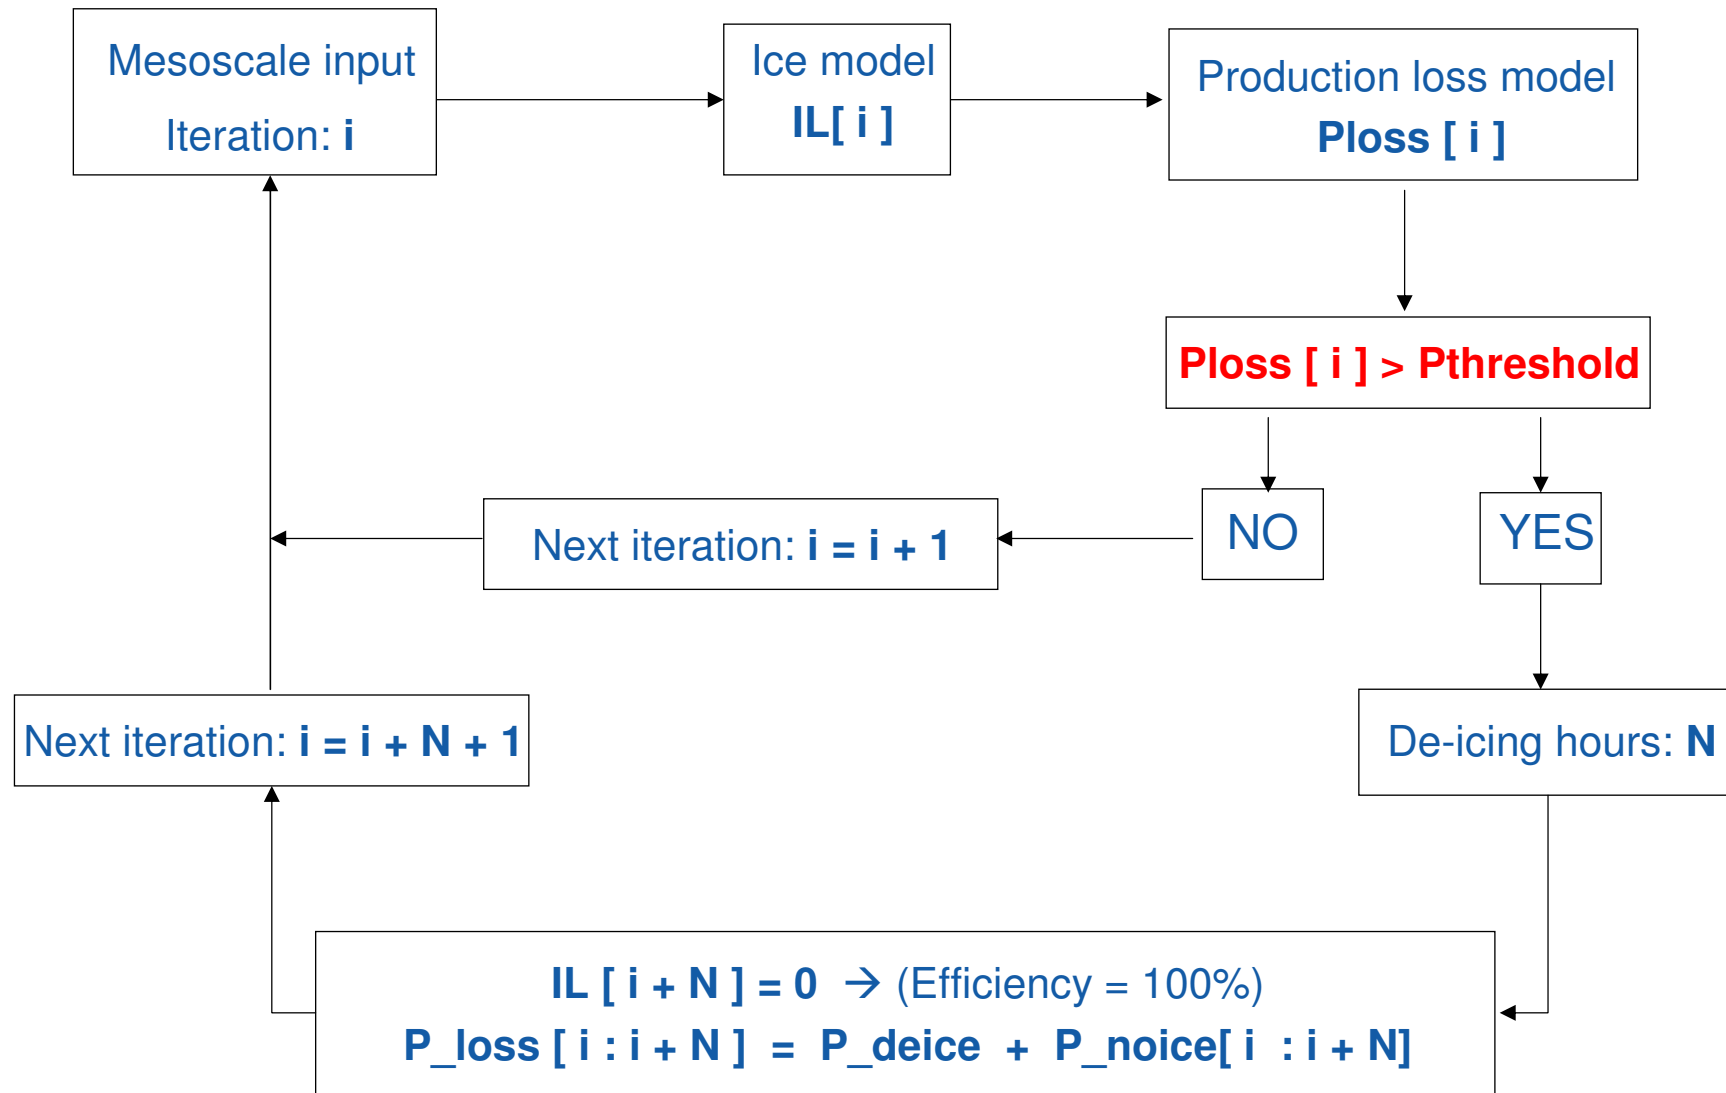 Mesoscale input
Iteration: i
Ice model
IL[ i ]
Production loss model
Ploss [ i ]
Ploss [ i ] > Pthreshold
NO
YES
Next iteration: i = i + 1
Next iteration: i = i + N + 1
De-icing hours: N
IL [ i + N ] = 0 → (Efficiency = 100%)
P_loss [ i : i + N ] = P_deice + P_noice[ i : i + N]